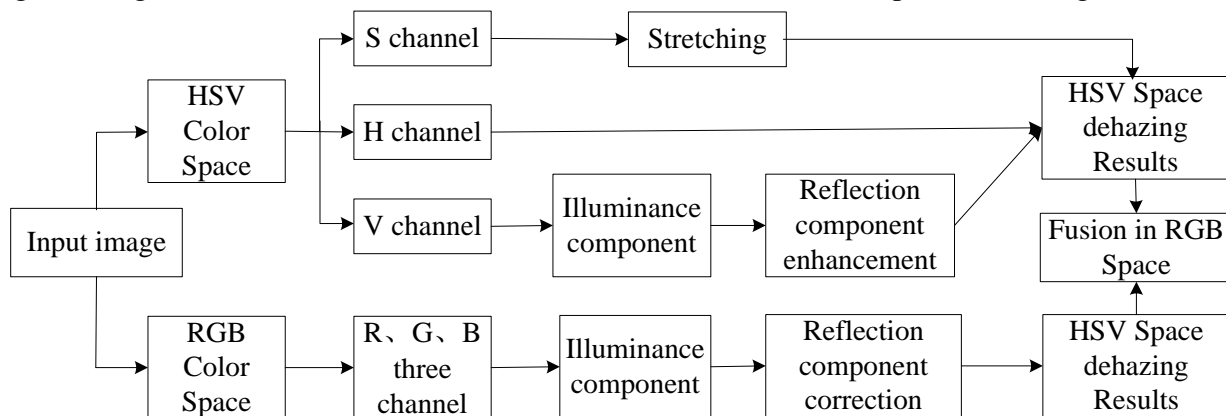 S channel
Stretching
HSV
Color
Space
H channel
HSV Space
dehazing
Results
V channel
Illuminance
component
Reflection
component
enhancement
Input image
Fusion in RGB
Space
RGB
Color
Space
R、G、B
three
channel
Illuminance
component
Reflection
component
correction
HSV Space
dehazing
Results